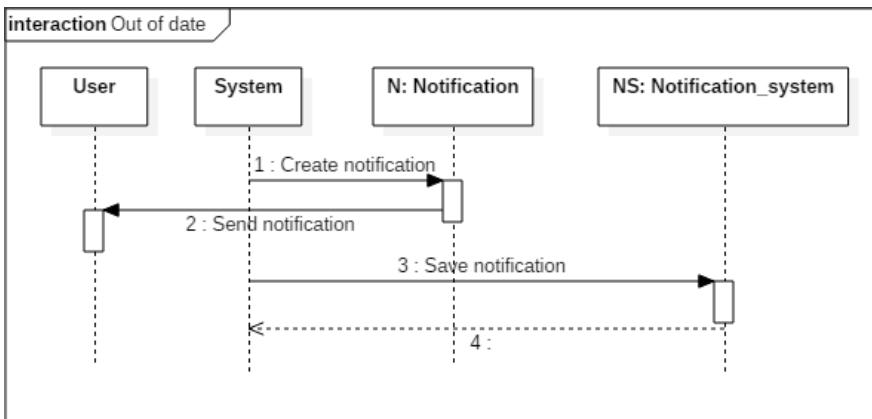 interaction Out of date
User
System
N: Notification
NS: Notification_system
1 : Create notification
2 : Send notification
3 : Save notification
4 :